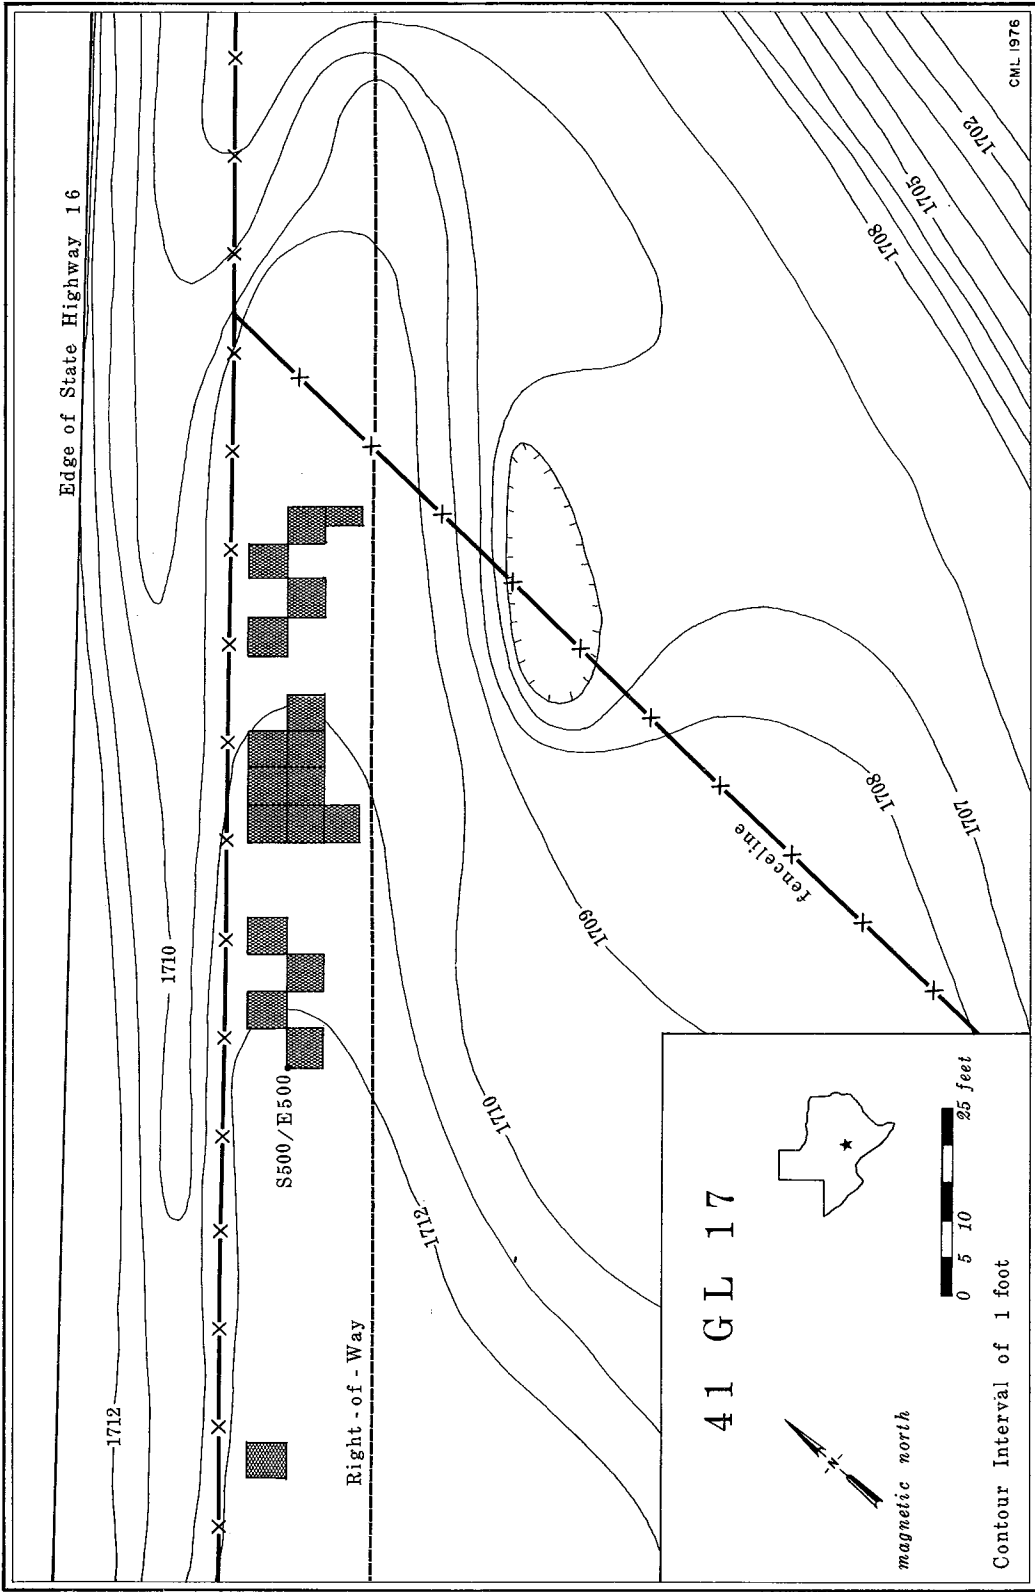 Edge of State Highway 16
CML 1976
1702
1705
1708
1710
S500/E500
1709
fenceline
1708
1707
1710
1712
1712
Right-of-Way
41 GL 17
N
magnetic north
0 5 10 25 feet
Contour Interval of 1 foot